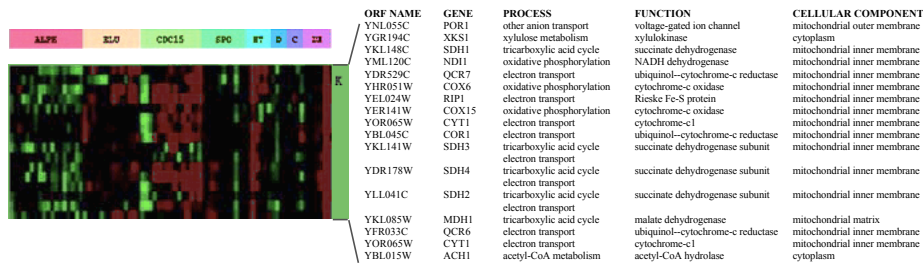 ORF NAME GENE PROCESS FUNCTION CELLULAR COMPONENT
YNL055C POR1 other anion transport voltage-gated ion channel mitochondrial outer membrane
YGR194C XKS1 xylulose metabolism xylulokinase cytoplasm
YKL148C SDH1 tricarboxylic acid cycle succinate dehydrogenase mitochondrial inner membrane
YML120C NDI1 oxidative phosphorylation NADH dehydrogenase mitochondrial inner membrane
YDR529C QCR7 electron transport ubiquinol--cytochrome-c reductase mitochondrial inner membrane
YHR051W COX6 oxidative phosphorylation cytochrome-c oxidase mitochondrial inner membrane
YEL024W RIP1 electron transport Rieske Fe-S protein mitochondrial inner membrane
YER141W COX15 oxidative phosphorylation cytochrome-c oxidase mitochondrial inner membrane
YOR065W CYT1 electron transport cytochrome-c1 mitochondrial inner membrane
YBL045C COR1 electron transport ubiquinol--cytochrome-c reductase mitochondrial inner membrane
YKL141W SDH3 tricarboxylic acid cycle succinate dehydrogenase subunit mitochondrial inner membrane
electron transport
YDR178W SDH4 tricarboxylic acid cycle succinate dehydrogenase subunit mitochondrial inner membrane
electron transport
YLL041C SDH2 tricarboxylic acid cycle succinate dehydrogenase subunit mitochondrial inner membrane
electron transport
YKL085W MDH1 tricarboxylic acid cycle malate dehydrogenase mitochondrial matrix
YFR033C QCR6 electron transport ubiquinol--cytochrome-c reductase mitochondrial inner membrane
YOR065W CYT1 electron transport cytochrome-c1 mitochondrial inner membrane
YBL015W ACH1 acetyl-CoA metabolism acetyl-CoA hydrolase cytoplasm
ALPH ELU CDC15 SPO HT D C
K